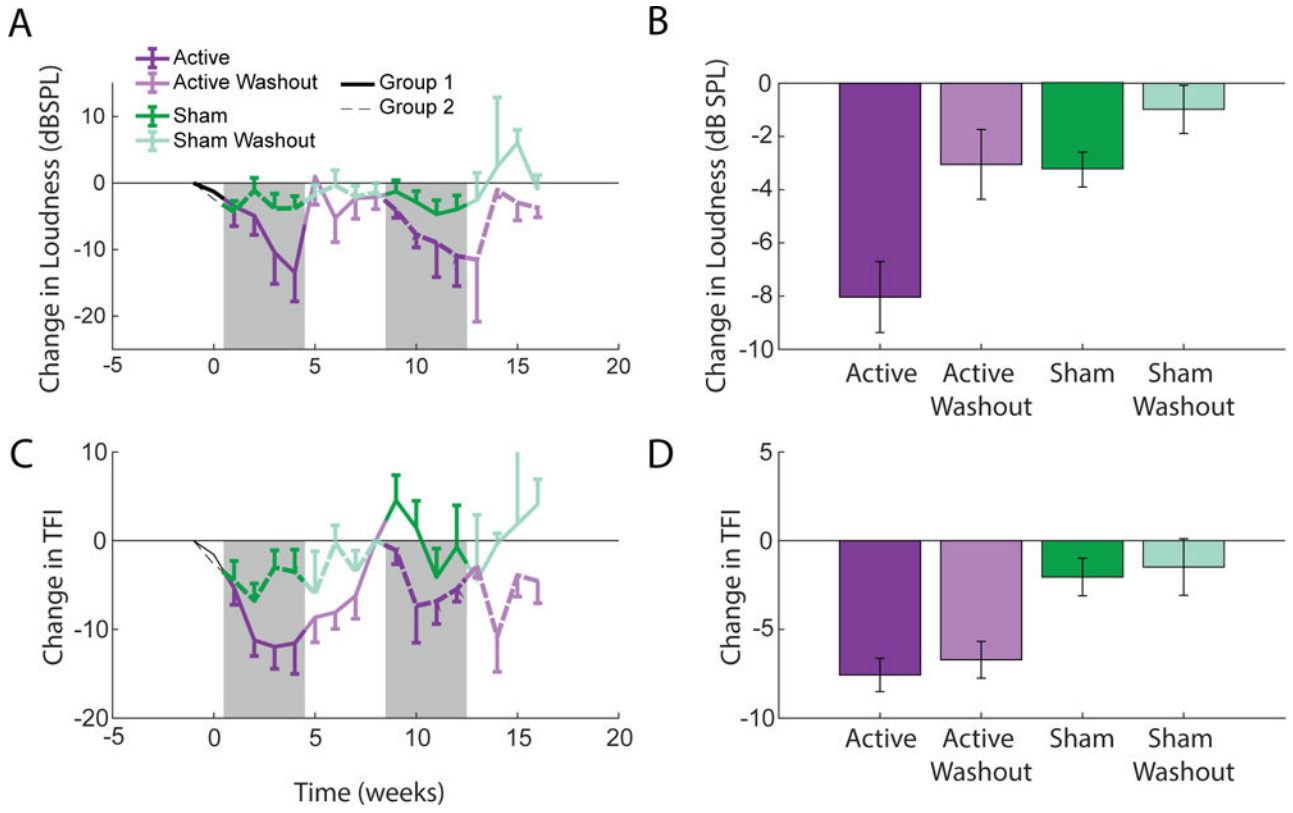 A
Active
Active Washout
Sham
Sham Washout
Group 1
Group 2
Change in Loudness (dBSPL)
10
0
-10
-20
-5
0
5
10
15
20
B
Change in Loudness (dB SPL)
0
-2
-4
-6
-8
-10
Active
Active
Washout
Sham
Sham
Washout
C
Change in TFI
10
0
-10
-20
-5
0
5
10
15
20
Time (weeks)
D
Change in TFI
5
0
-5
-10
Active
Active
Washout
Sham
Sham
Washout